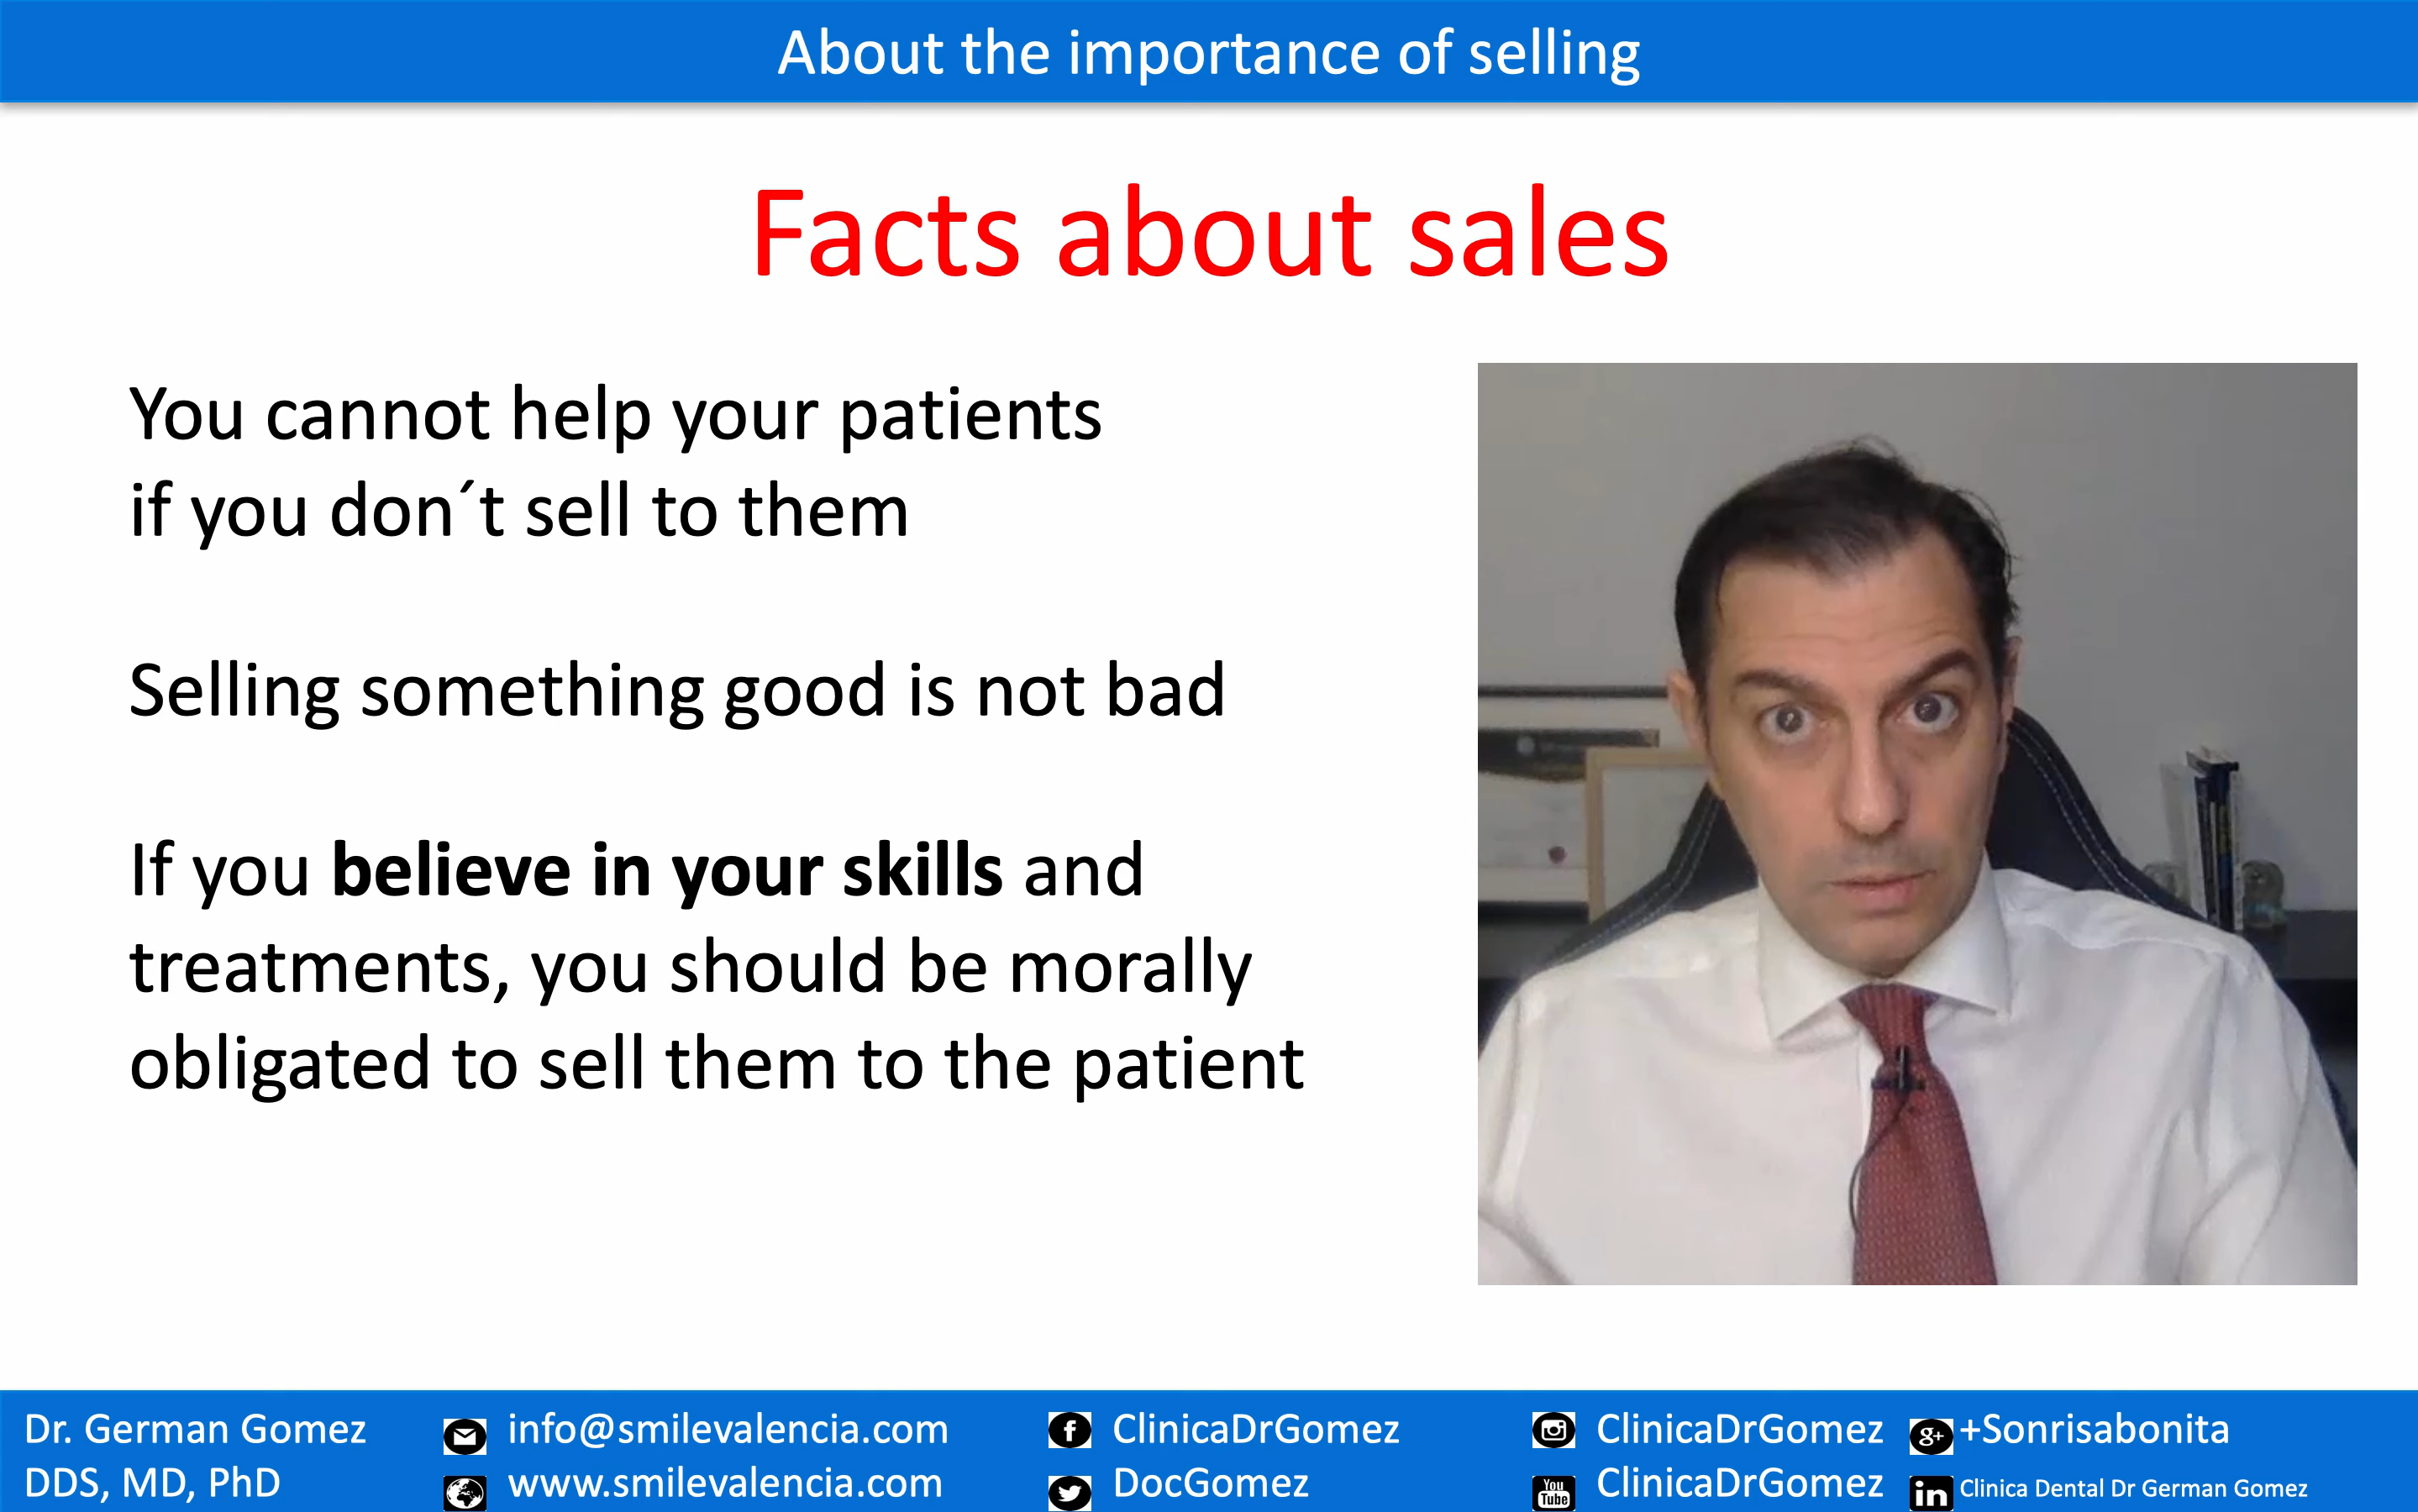 About the importance of selling
Facts about sales
You cannot help your patients
if you don´t sell to them
Selling something good is not bad
If you believe in your skills and
treatments, you should be morally
obligated to sell them to the patient
Dr. German Gomez
DDS, MD, PhD
info@smilevalencia.com
www.smilevalencia.com
f ClinicaDrGomez
DocGomez
ClinicaDrGomez
You Tube ClinicaDrGomez
g+ +Sonrisabonita
in Clinica Dental Dr German Gomez